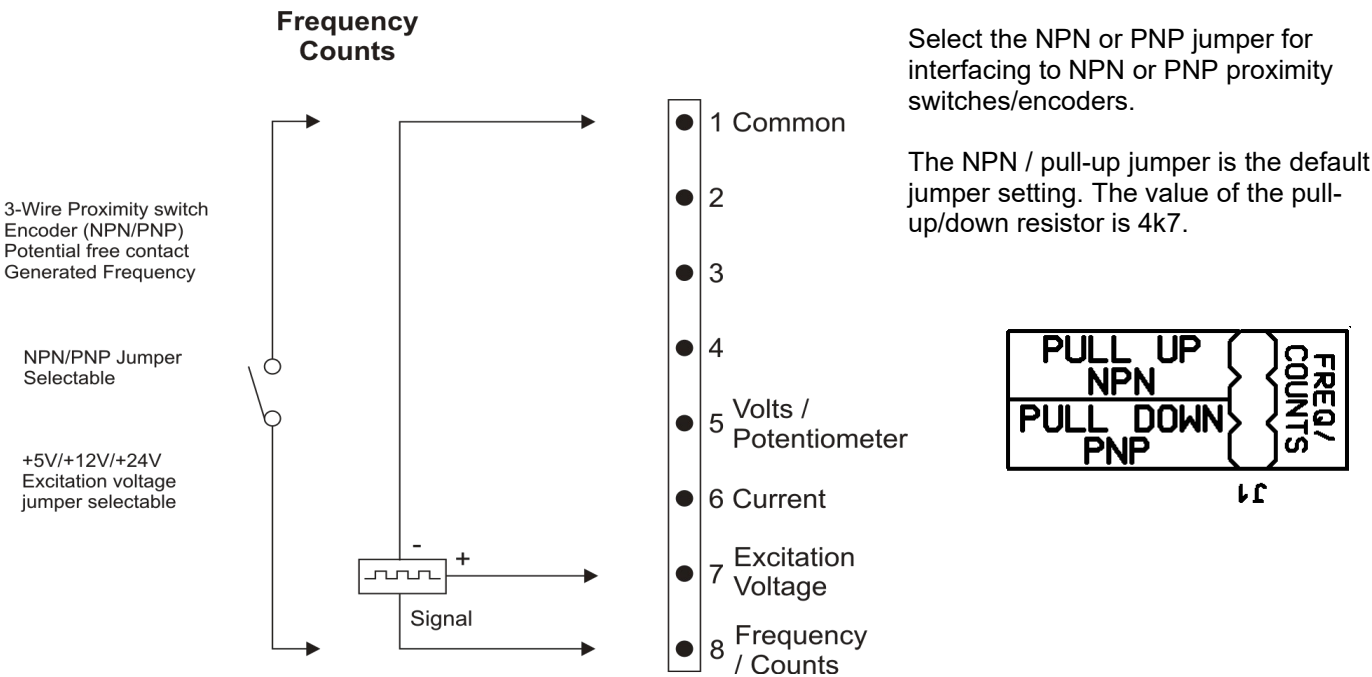 Frequency
Counts
3-Wire Proximity switch
Encoder (NPN/PNP)
Potential free contact
Generated Frequency
NPN/PNP Jumper
Selectable
+5V/+12V/+24V
Excitation voltage
jumper selectable
-
+
Signal
1 Common
2
3
4
5 Volts /
Potentiometer
6 Current
7 Excitation
Voltage
8 Frequency
/ Counts
Select the NPN or PNP jumper for
interfacing to NPN or PNP proximity
switches/encoders.
The NPN / pull-up jumper is the default
jumper setting. The value of the pull-
up/down resistor is 4k7.
PULL UP
NPN
PULL DOWN
PNP
FREQ/
COUNTS
J1